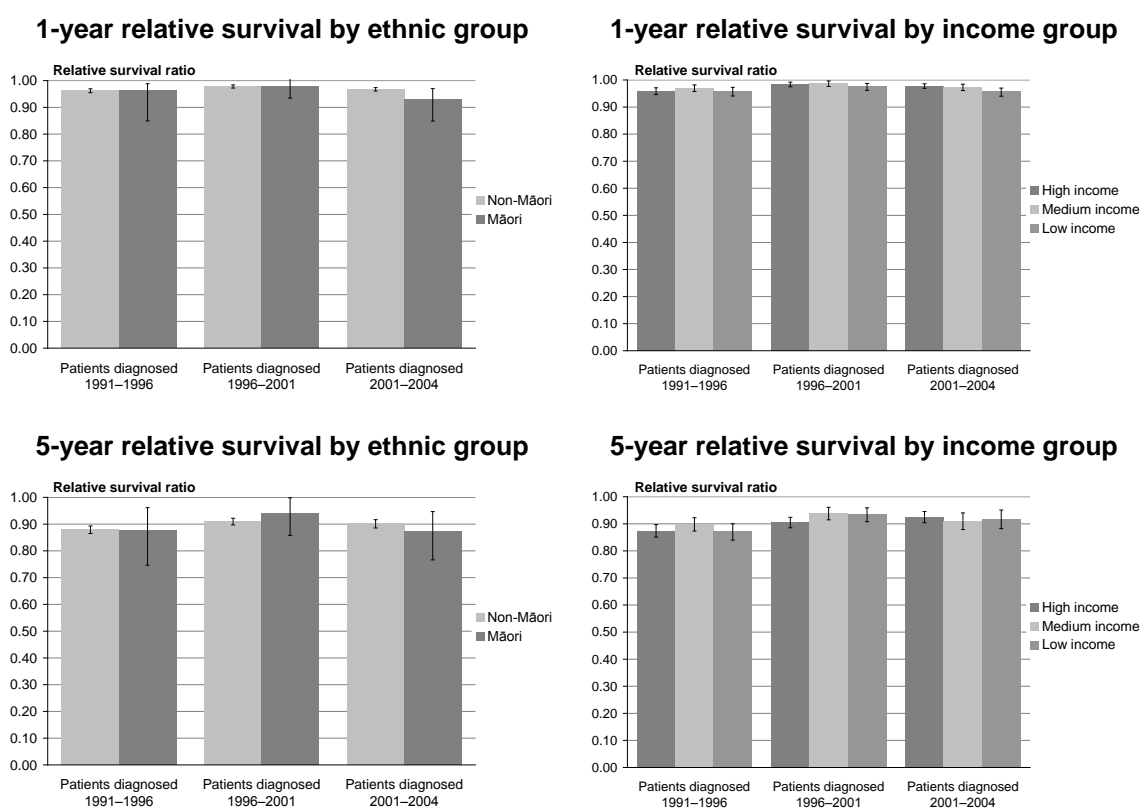 1-year relative survival by ethnic group
Relative survival ratio
1.00
0.90
0.80
0.70
0.60
0.50
0.40
0.30
0.20
0.10
0.00
Non-Māori
Māori
Patients diagnosed
1991–1996
Patients diagnosed
1996–2001
Patients diagnosed
2001–2004
1-year relative survival by income group
Relative survival ratio
1.00
0.90
0.80
0.70
0.60
0.50
0.40
0.30
0.20
0.10
0.00
High income
Medium income
Low income
Patients diagnosed
1991–1996
Patients diagnosed
1996–2001
Patients diagnosed
2001–2004
5-year relative survival by ethnic group
Relative survival ratio
1.00
0.90
0.80
0.70
0.60
0.50
0.40
0.30
0.20
0.10
0.00
Non-Māori
Māori
Patients diagnosed
1991–1996
Patients diagnosed
1996–2001
Patients diagnosed
2001–2004
5-year relative survival by income group
Relative survival ratio
1.00
0.90
0.80
0.70
0.60
0.50
0.40
0.30
0.20
0.10
0.00
High income
Medium income
Low income
Patients diagnosed
1991–1996
Patients diagnosed
1996–2001
Patients diagnosed
2001–2004